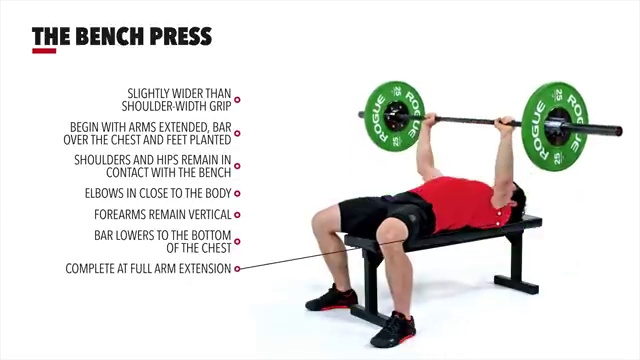 THE BENCH PRESS
SLIGHTLY WIDER THAN
SHOULDER-WIDTH GRIP
BEGIN WITH ARMS EXTENDED, BAR
OVER THE CHEST AND FEET PLANTED
SHOULDERS AND HIPS REMAIN IN
CONTACT WITH THE BENCH
ELBOWS IN CLOSE TO THE BODY
FOREARMS REMAIN VERTICAL
BAR LOWERS TO THE BOTTOM
OF THE CHEST
COMPLETE AT FULL ARM EXTENSION
ROGUE
25
25
ROGUE
25
25